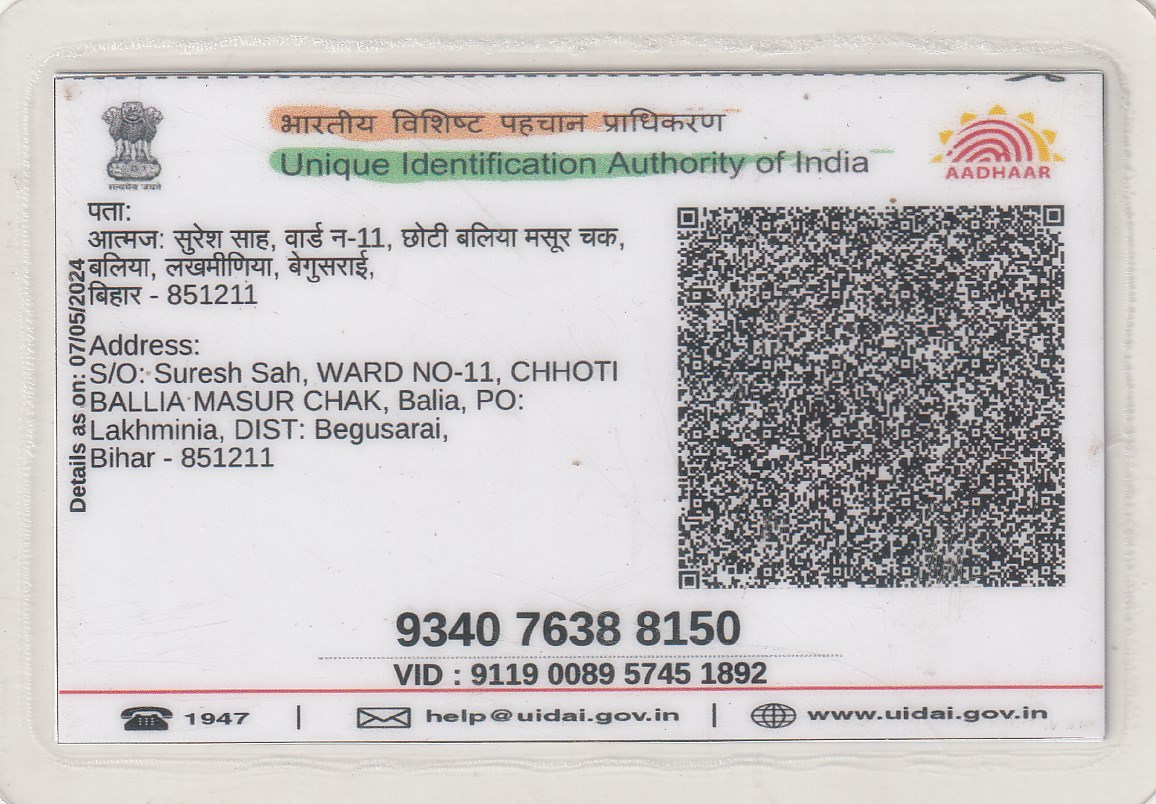 भारतीय विशिष्ट पहचान प्राधिकरण
Unique Identification Authority of India
सत्यमेव जयते
AADHAAR
पता:
आत्मज: सुरेश साह, वार्ड न-11, छोटी बलिया मसूर चक,
बलिया, लखमीणिया, बेगुसराई,
बिहार - 851211
Details as on: 07/05/2024
Address:
S/O: Suresh Sah, WARD NO-11, CHHOTI
BALLIA MASUR CHAK, Balia, PO:
Lakhminia, DIST: Begusarai,
Bihar - 851211
9340 7638 8150
VID : 9119 0089 5745 1892
1947 | help@uidai.gov.in | www.uidai.gov.in